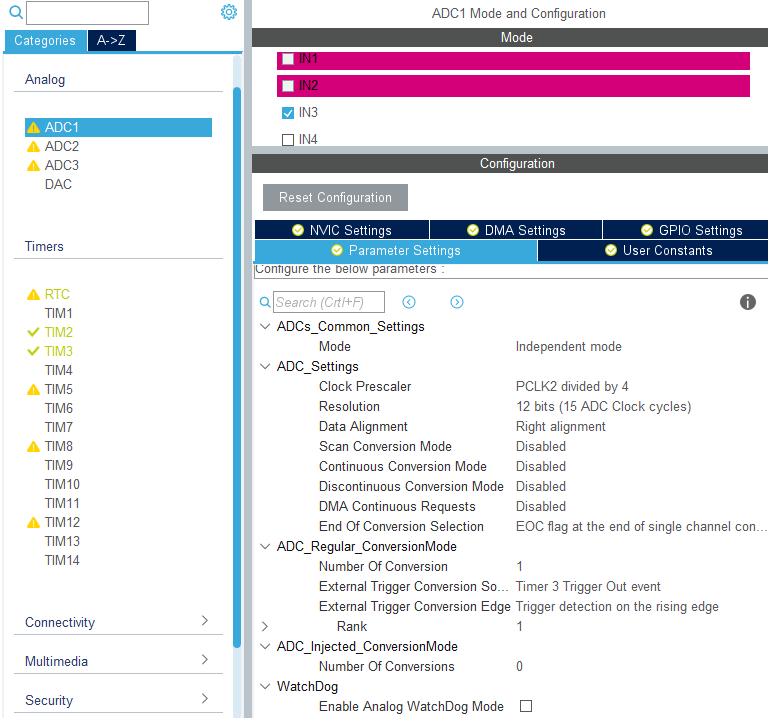 Categories
A->Z
Analog
ADC1
ADC2
ADC3
DAC
Timers
RTC
TIM1
TIM2
TIM3
TIM4
TIM5
TIM6
TIM7
TIM8
TIM9
TIM10
TIM11
TIM12
TIM13
TIM14
Connectivity
Multimedia
Security
ADC1 Mode and Configuration
Mode
IN1
IN2
IN3
IN4
Configuration
Reset Configuration
NVIC Settings
DMA Settings
GPIO Settings
Parameter Settings
User Constants
Configure the below parameters :
Search (Crtl+F)
ADCs_Common_Settings
Mode Independent mode
ADC_Settings
Clock Prescaler PCLK2 divided by 4
Resolution 12 bits (15 ADC Clock cycles)
Data Alignment Right alignment
Scan Conversion Mode Disabled
Continuous Conversion Mode Disabled
Discontinuous Conversion Mode Disabled
DMA Continuous Requests Disabled
End Of Conversion Selection EOC flag at the end of single channel con...
ADC_Regular_ConversionMode
Number Of Conversion 1
External Trigger Conversion So... Timer 3 Trigger Out event
External Trigger Conversion Edge Trigger detection on the rising edge
Rank 1
ADC_Injected_ConversionMode
Number Of Conversions 0
WatchDog
Enable Analog WatchDog Mode